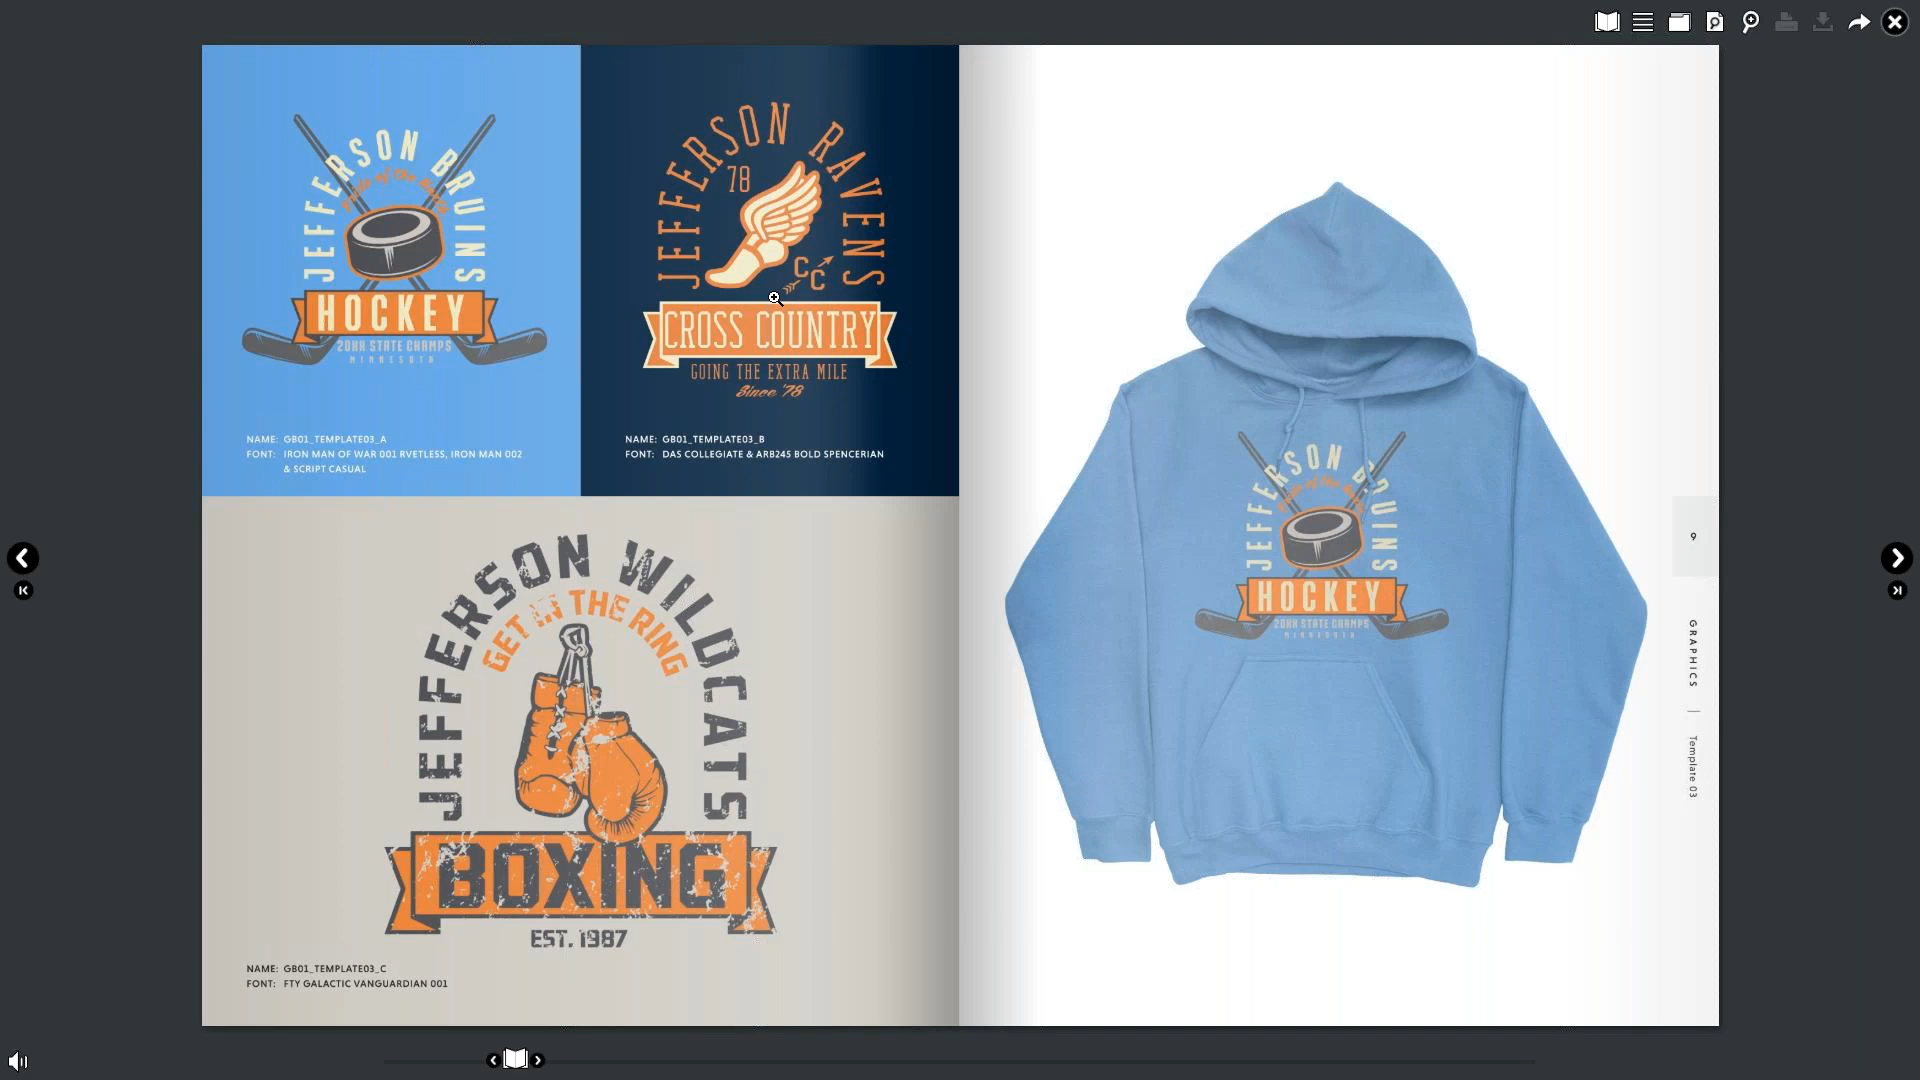 JEFFERSON BRUINS
HOCKEY
20HH STATE CHAMPS
MINNESOTA
NAME: GB01_TEMPLATE03_A
FONT: IRON MAN OF WAR 001 RVETLESS, IRON MAN 002
& SCRIPT CASUAL
JEFFERSON RAVENS
78
CC
CROSS COUNTRY
GOING THE EXTRA MILE
Since '78
NAME: GB01_TEMPLATE03_B
FONT: DAS COLLEGIATE & ARB245 BOLD SPENCERIAN
JEFFERSON WILDCATS
GET IN THE RING
BOXING
EST. 1987
NAME: GB01_TEMPLATE03_C
FONT: FTY GALACTIC VANGUARDIAN 001
JEFFERSON BRUINS
HOCKEY
20HH STATE CHAMPS
MINNESOTA
9
GRAPHICS | Template 03